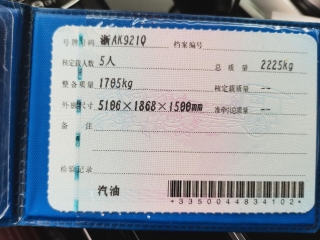 号牌号码 浙AK921Q 档案编号
核定载人数 5人 总质量 2225kg
整备质量 1705kg 核定载质量 --
外廓尺寸 5106×1868×1500mm 准牵引总质量 --
备注
检验记录
汽油
*3350044834102*